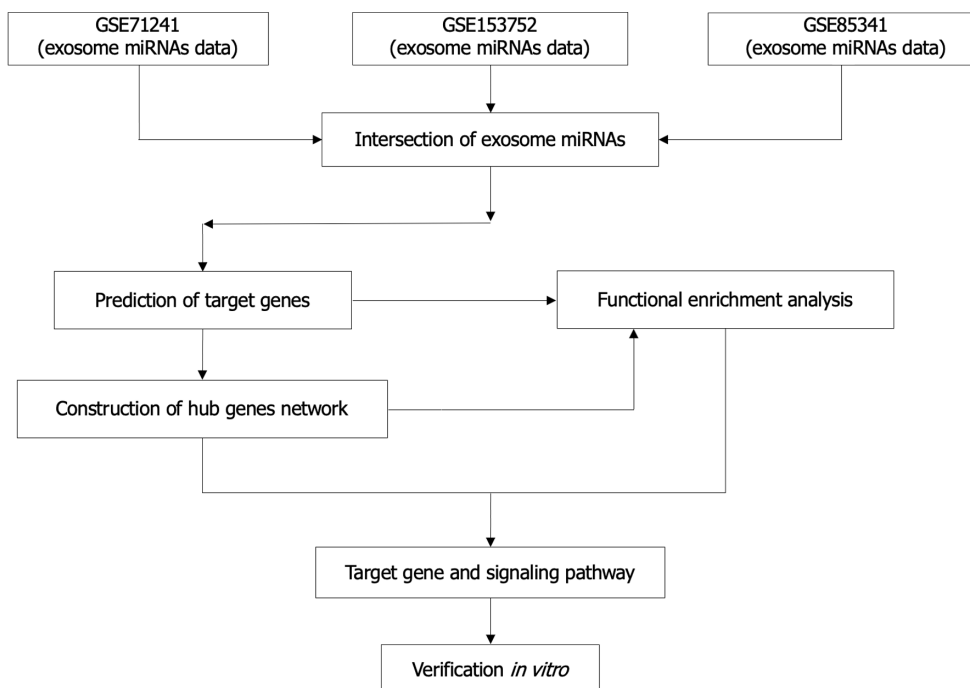 GSE71241
(exosome miRNAs data)
GSE153752
(exosome miRNAs data)
GSE85341
(exosome miRNAs data)
Intersection of exosome miRNAs
Prediction of target genes
Functional enrichment analysis
Construction of hub genes network
Target gene and signaling pathway
Verification in vitro